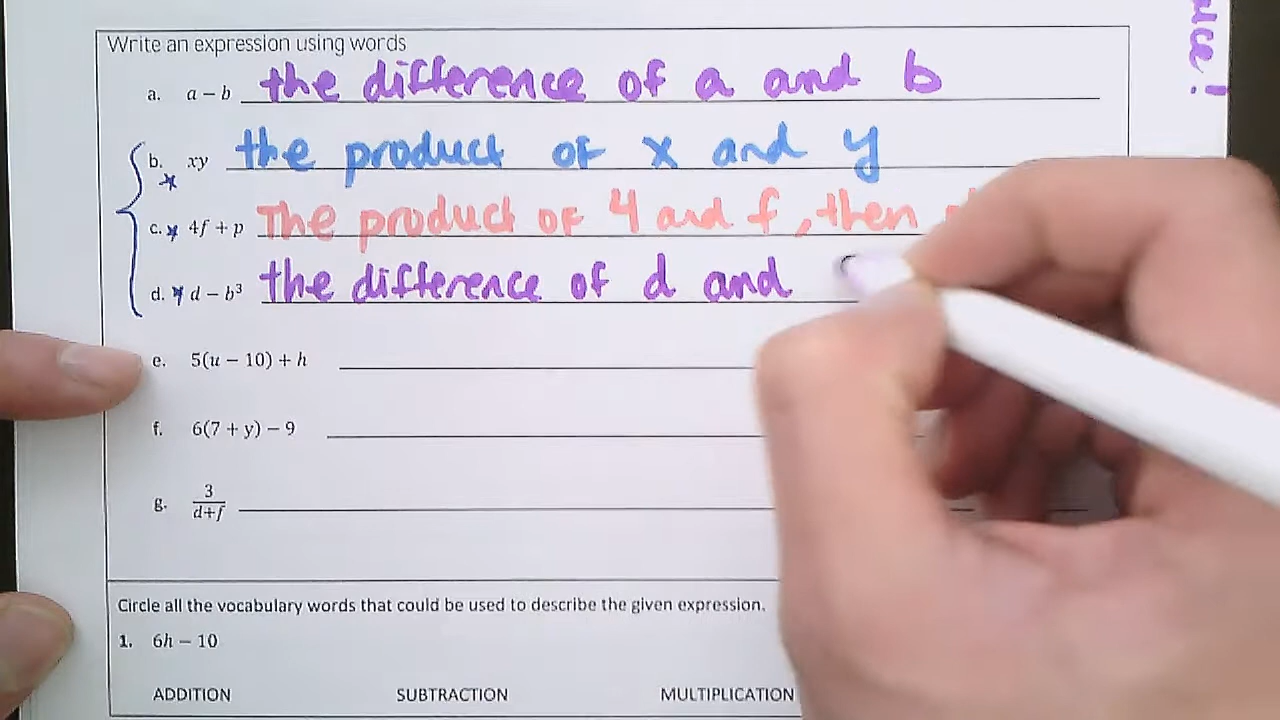 uce!
Write an expression using words
a. a − b the difference of a and b
b. xy the product of x and y
c. 4f + p The product of 4 and f, then
d. d − b³ the difference of d and
e. 5(u − 10) + h
f. 6(7 + y) − 9
g. 3/d+f
Circle all the vocabulary words that could be used to describe the given expression.
1. 6h − 10
ADDITION SUBTRACTION MULTIPLICATION